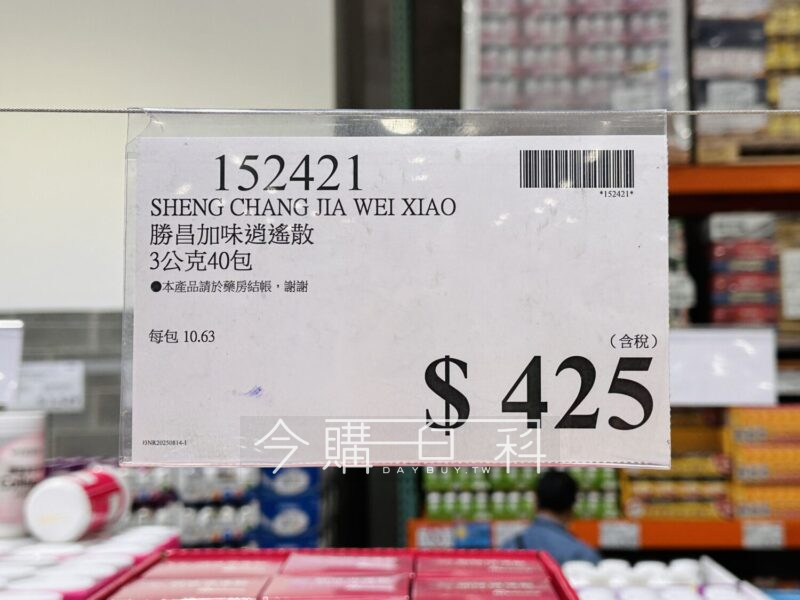 152421
*152421*
SHENG CHANG JIA WEI XIAO
勝昌加味逍遙散
3公克40包
●本產品請於藥房結帳，謝謝
每包 10.63
（含稅）
$ 425
今購百科
DAYBUY.TW